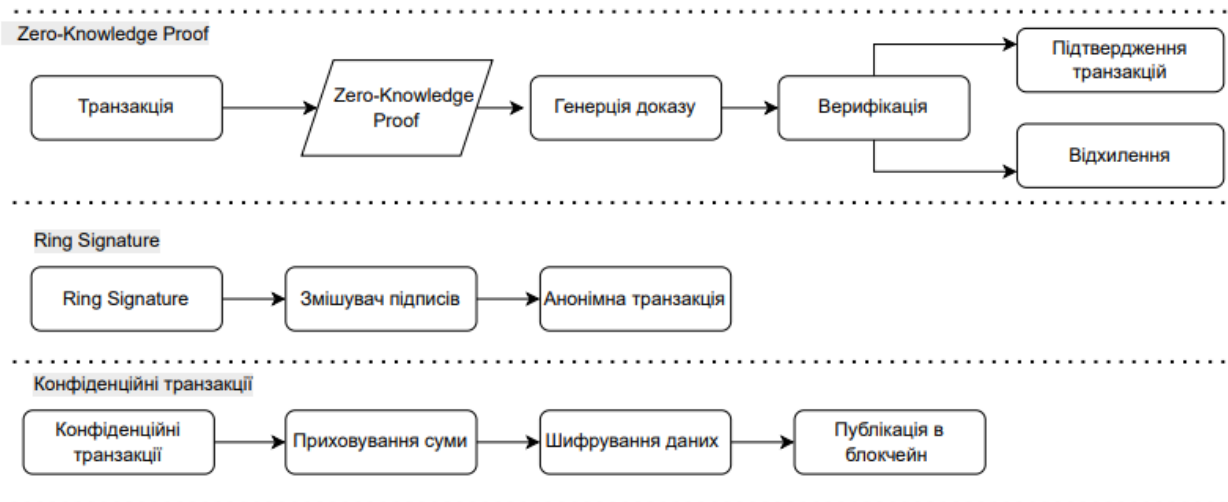 Zero-Knowledge Proof
Транзакція
Zero-Knowledge
Proof
Генерція доказу
Верифікація
Підтвердження
транзакцій
Відхилення
Ring Signature
Ring Signature
Змішувач підписів
Анонімна транзакція
Конфіденційні транзакції
Конфіденційні
транзакції
Приховування суми
Шифрування даних
Публікація в
блокчейн